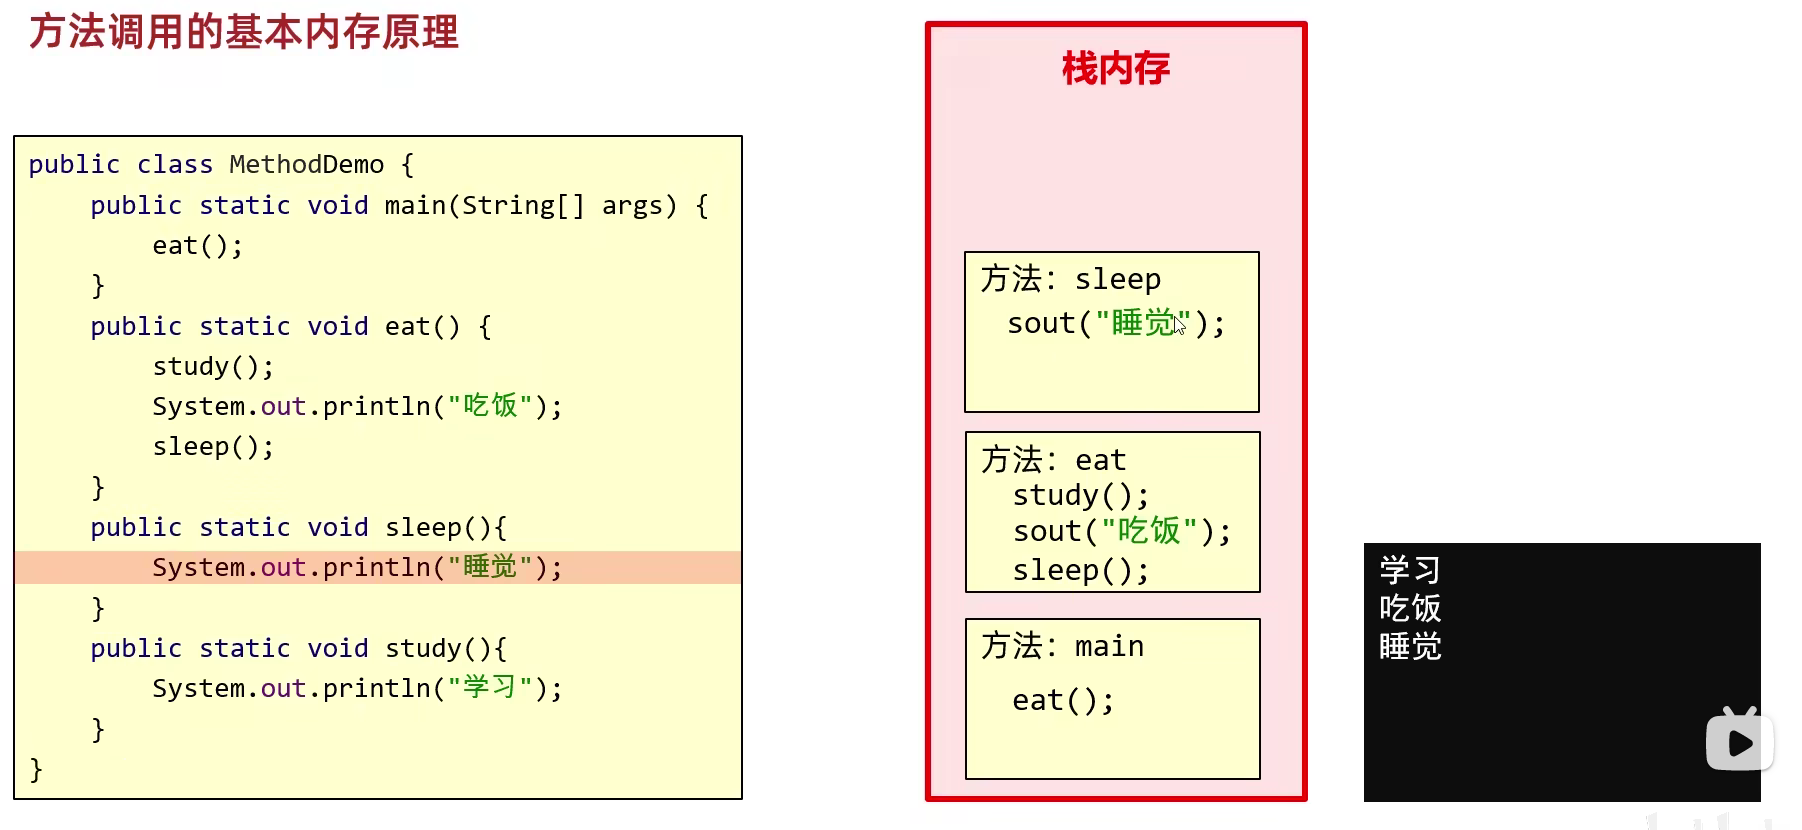 方法调用的基本内存原理
public class MethodDemo {
public static void main(String[] args) {
eat();
}
public static void eat() {
study();
System.out.println("吃饭");
sleep();
}
public static void sleep(){
System.out.println("睡觉");
}
public static void study(){
System.out.println("学习");
}
}
栈内存
方法：sleep
sout("睡觉");
方法：eat
study();
sout("吃饭");
sleep();
方法：main
eat();
学习
吃饭
睡觉